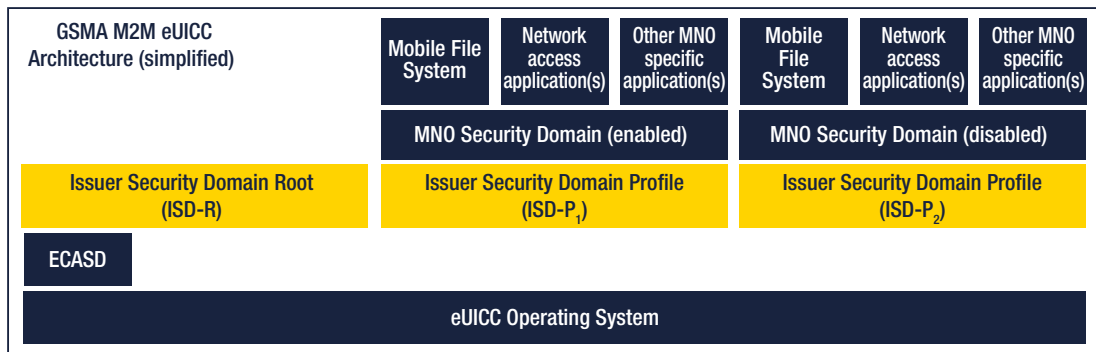 GSMA M2M eUICC
Architecture (simplified)
Mobile File
System
Network
access
application(s)
Other MNO
specific
application(s)
Mobile
File
System
Network
access
application(s)
Other MNO
specific
application(s)
MNO Security Domain (enabled)
MNO Security Domain (disabled)
Issuer Security Domain Root
(ISD-R)
Issuer Security Domain Profile
(ISD-P₁)
Issuer Security Domain Profile
(ISD-P₂)
ECASD
eUICC Operating System